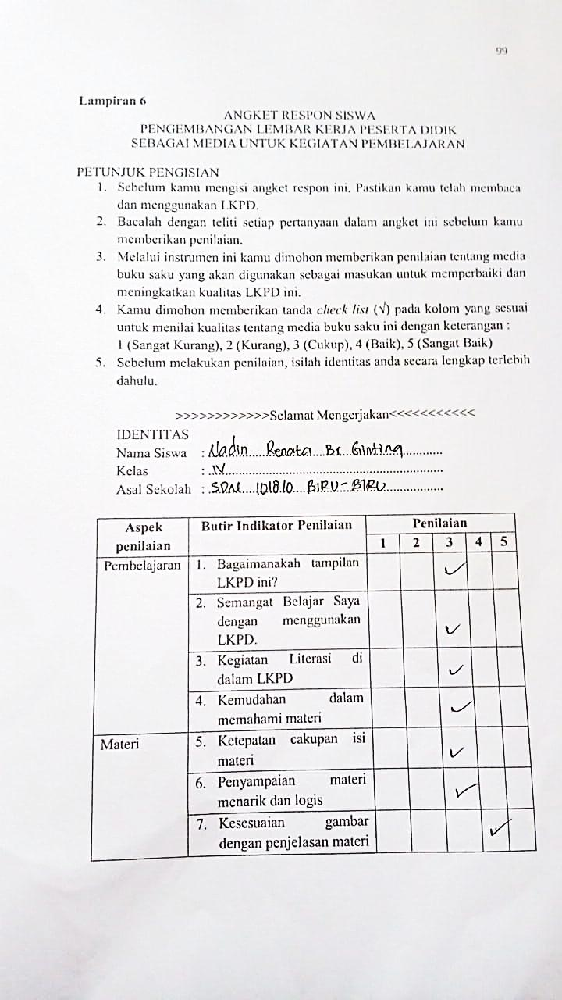 99
Lampiran 6
ANGKET RESPON SISWA
PENGEMBANGAN LEMBAR KERJA PESERTA DIDIK
SEBAGAI MEDIA UNTUK KEGIATAN PEMBELAJARAN
PETUNJUK PENGISIAN
1. Sebelum kamu mengisi angket respon ini. Pastikan kamu telah membaca
dan menggunakan LKPD.
2. Bacalah dengan teliti setiap pertanyaan dalam angket ini sebelum kamu
memberikan penilaian.
3. Melalui instrumen ini kamu dimohon memberikan penilaian tentang media
buku saku yang akan digunakan sebagai masukan untuk memperbaiki dan
meningkatkan kualitas LKPD ini.
4. Kamu dimohon memberikan tanda check list (√) pada kolom yang sesuai
untuk menilai kualitas tentang media buku saku ini dengan keterangan :
1 (Sangat Kurang), 2 (Kurang), 3 (Cukup), 4 (Baik), 5 (Sangat Baik)
5. Sebelum melakukan penilaian, isilah identitas anda secara lengkap terlebih
dahulu.
>>>>>>>>>>>>Selamat Mengerjakan<<<<<<<<<<<
IDENTITAS
Nama Siswa : Nadin Renata Br Ginting
Kelas : IV
Asal Sekolah : SDN 101810 BIRU-BIRU
Aspek penilaian Butir Indikator Penilaian Penilaian
1 2 3 4 5
Pembelajaran 1. Bagaimanakah tampilan
LKPD ini? ✓
2. Semangat Belajar Saya
dengan menggunakan
LKPD. ✓
3. Kegiatan Literasi di
dalam LKPD ✓
4. Kemudahan dalam
memahami materi ✓
Materi 5. Ketepatan cakupan isi
materi ✓
6. Penyampaian materi
menarik dan logis ✓
7. Kesesuaian gambar
dengan penjelasan materi ✓